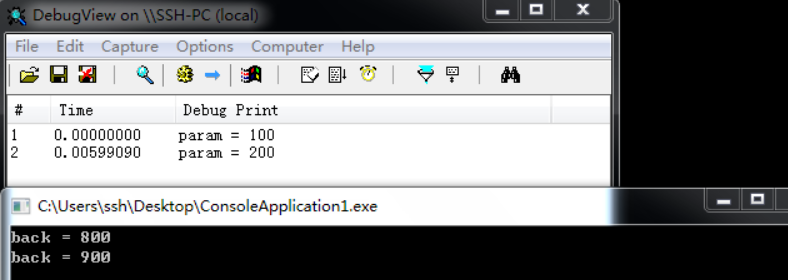 DebugView on \\SSH-PC (local)
File Edit Capture Options Computer Help
# Time Debug Print
1 0.00000000 param = 100
2 0.00599090 param = 200
C:\Users\ssh\Desktop\ConsoleApplication1.exe
back = 800
back = 900